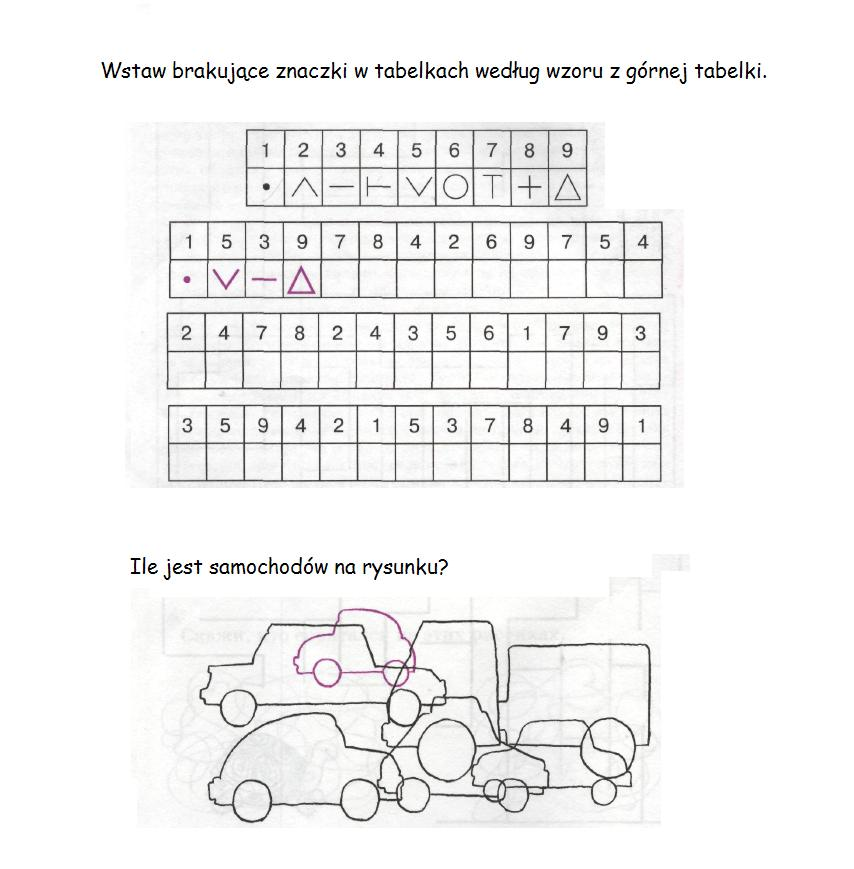 Wstaw brakujące znaczki w tabelkach według wzoru z górnej tabelki.
1 2 3 4 5 6 7 8 9
1 5 3 9 7 8 4 2 6 9 7 5 4
2 4 7 8 2 4 3 5 6 1 7 9 3
3 5 9 4 2 1 5 3 7 8 4 9 1
Ile jest samochodów na rysunku?